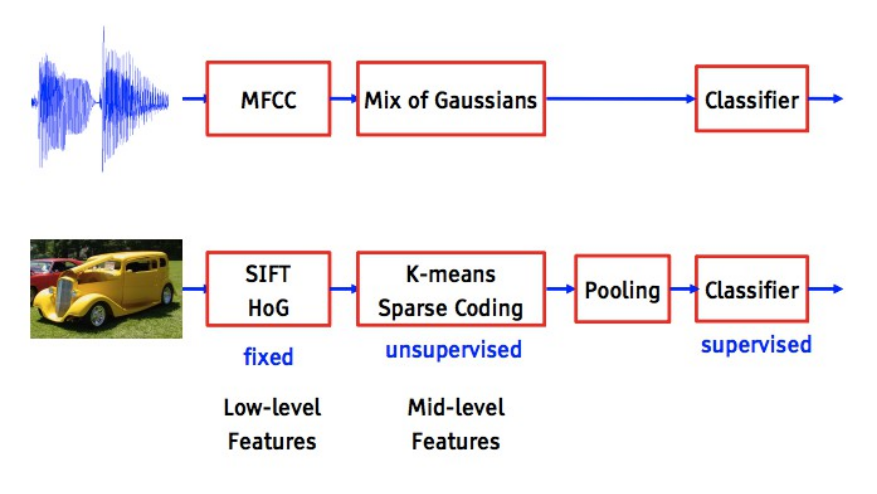 MFCC
Mix of Gaussians
Classifier
SIFT
HoG
K-means
Sparse Coding
Pooling
Classifier
fixed
unsupervised
supervised
Low-level
Features
Mid-level
Features